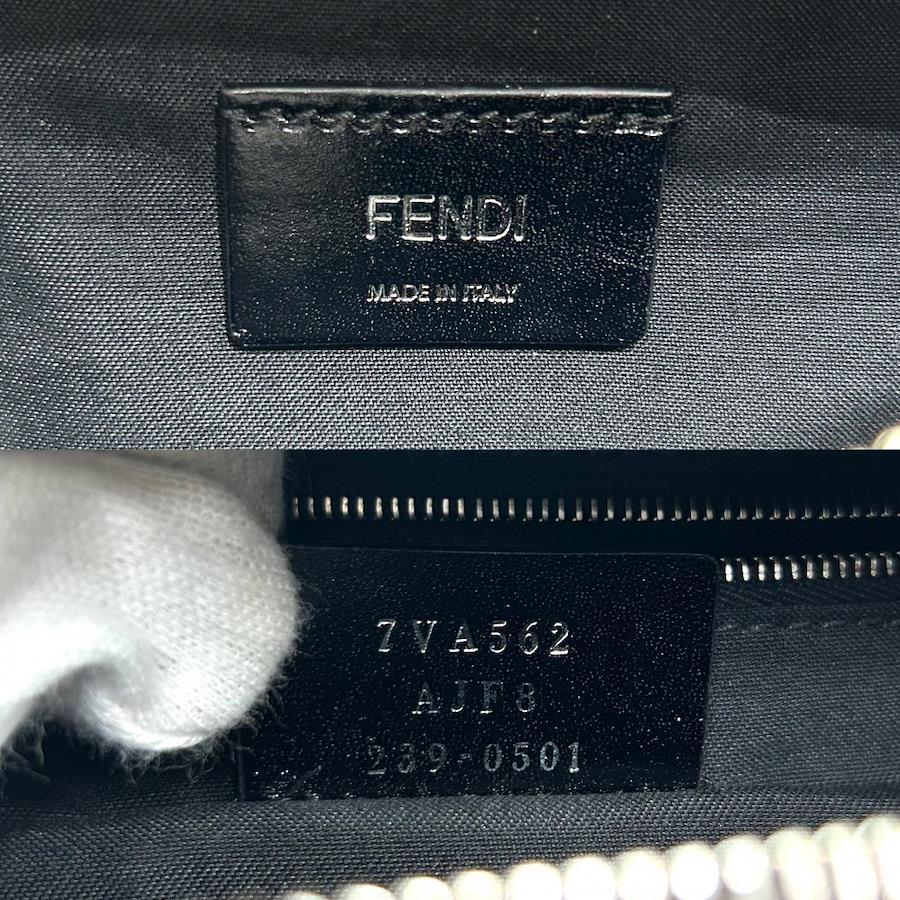 FENDI
MADE IN ITALY
7VA562
AJF8
239-0501